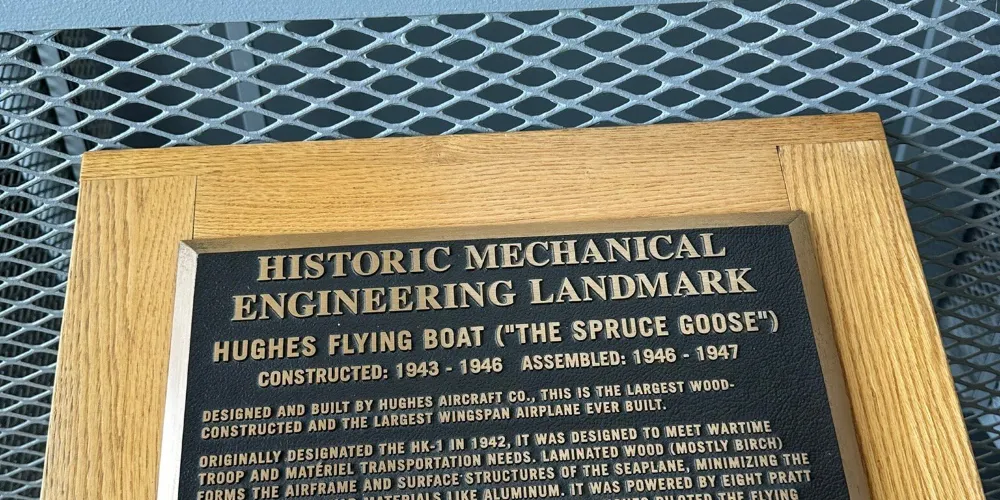 HISTORIC MECHANICAL
ENGINEERING LANDMARK
HUGHES FLYING BOAT ("THE SPRUCE GOOSE")
CONSTRUCTED: 1943 - 1946 ASSEMBLED: 1946 - 1947
DESIGNED AND BUILT BY HUGHES AIRCRAFT CO., THIS IS THE LARGEST WOOD-
CONSTRUCTED AND THE LARGEST WINGSPAN AIRPLANE EVER BUILT.
ORIGINALLY DESIGNATED THE HK-1 IN 1942, IT WAS DESIGNED TO MEET WARTIME
TROOP AND MATÉRIEL TRANSPORTATION NEEDS. LAMINATED WOOD (MOSTLY BIRCH)
FORMS THE AIRFRAME AND SURFACE STRUCTURES OF THE SEAPLANE, MINIMIZING THE
MATERIALS LIKE ALUMINUM. IT WAS POWERED BY EIGHT PRATT
PILOTED THE FLYING